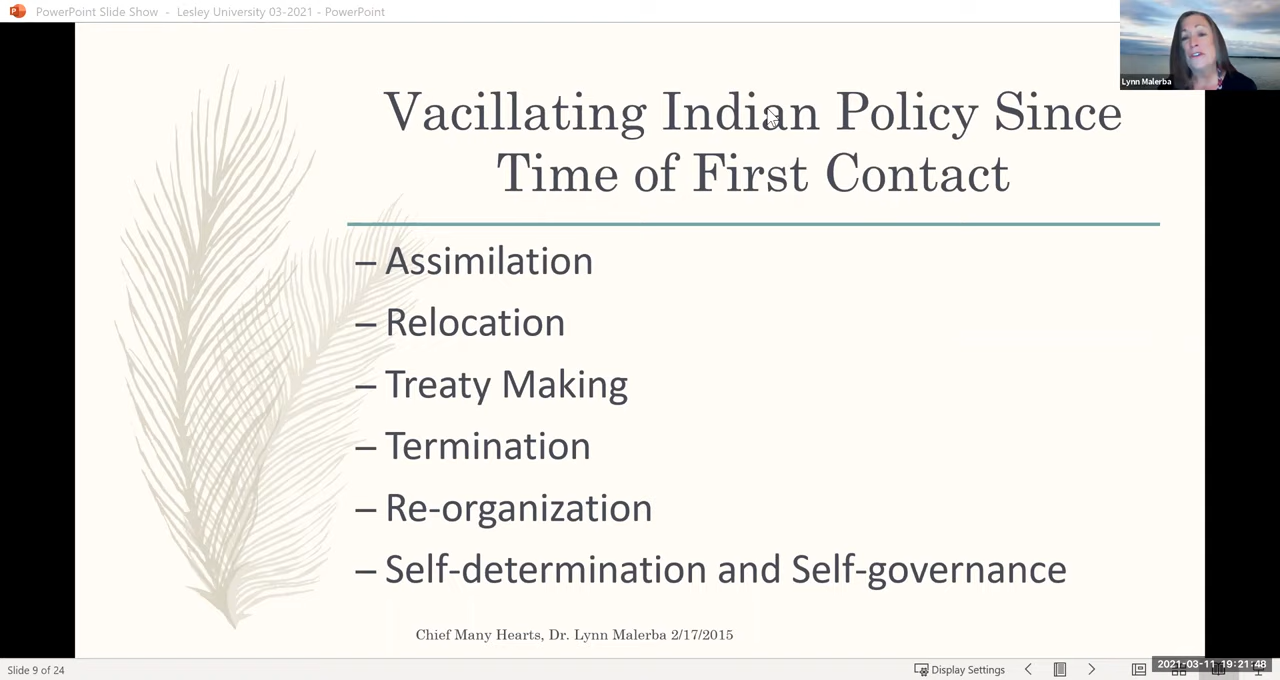 PowerPoint Slide Show - Lesley University 03-2021 - PowerPoint
Lynn Malerba
Vacillating Indian Policy Since
Time of First Contact
– Assimilation
– Relocation
– Treaty Making
– Termination
– Re-organization
– Self-determination and Self-governance
Chief Many Hearts, Dr. Lynn Malerba 2/17/2015
Slide 9 of 24
Display Settings
2021-03-11 19:21:48